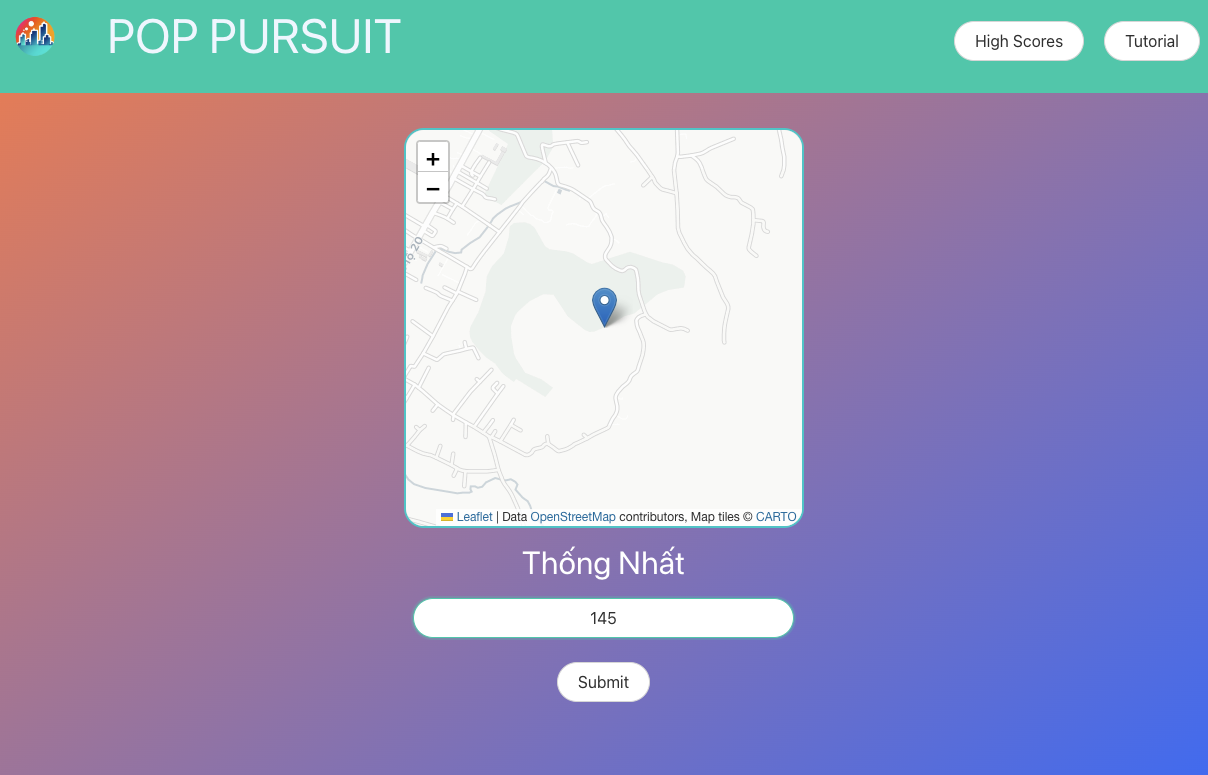 POP PURSUIT
High Scores
Tutorial
+
−
Leaflet | Data OpenStreetMap contributors, Map tiles © CARTO
Thống Nhất
145
Submit